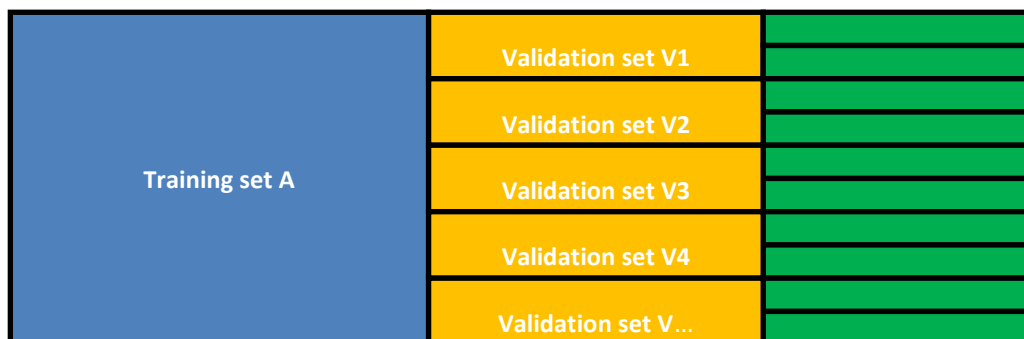 Validation set V1
Validation set V2
Training set A
Validation set V3
Validation set V4
Validation set V...